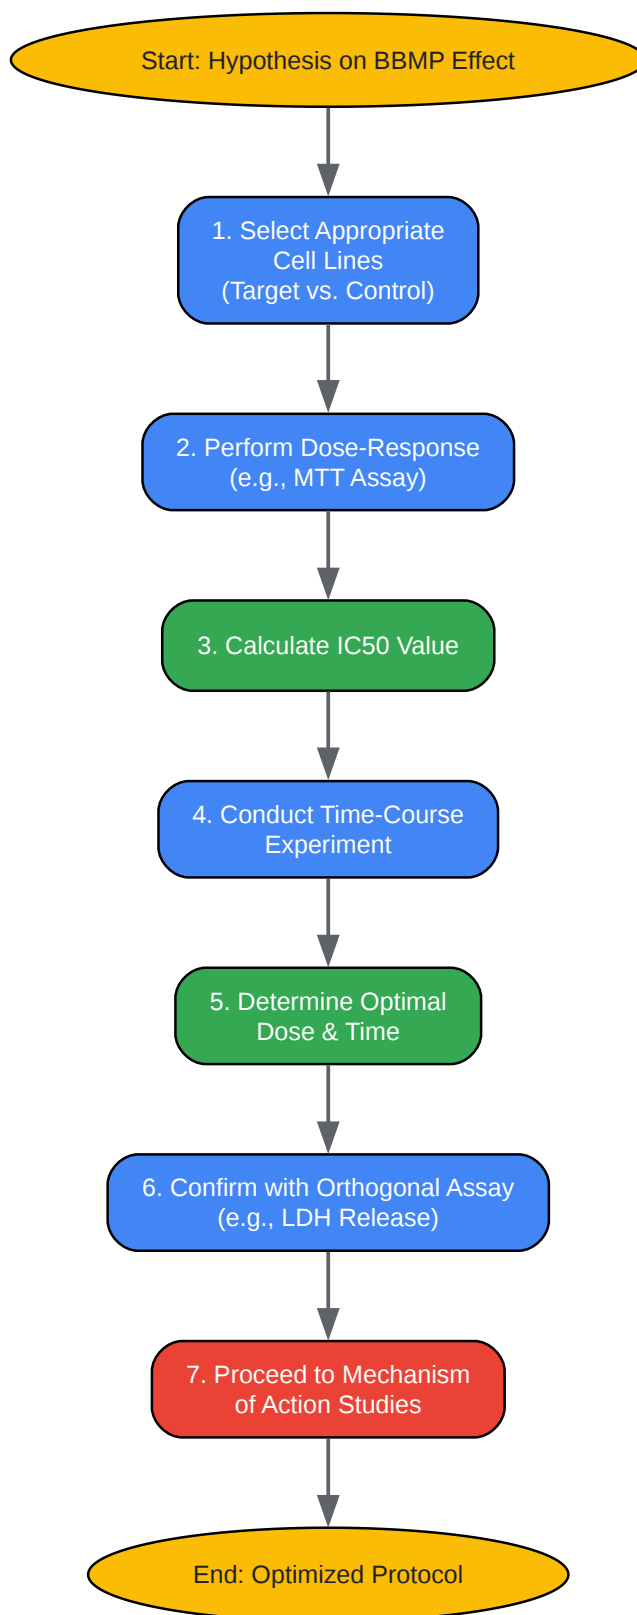 Start: Hypothesis on BBMP Effect
1. Select Appropriate
Cell Lines
(Target vs. Control)
2. Perform Dose-Response
(e.g., MTT Assay)
3. Calculate IC50 Value
4. Conduct Time-Course
Experiment
5. Determine Optimal
Dose & Time
6. Confirm with Orthogonal Assay
(e.g., LDH Release)
7. Proceed to Mechanism
of Action Studies
End: Optimized Protocol